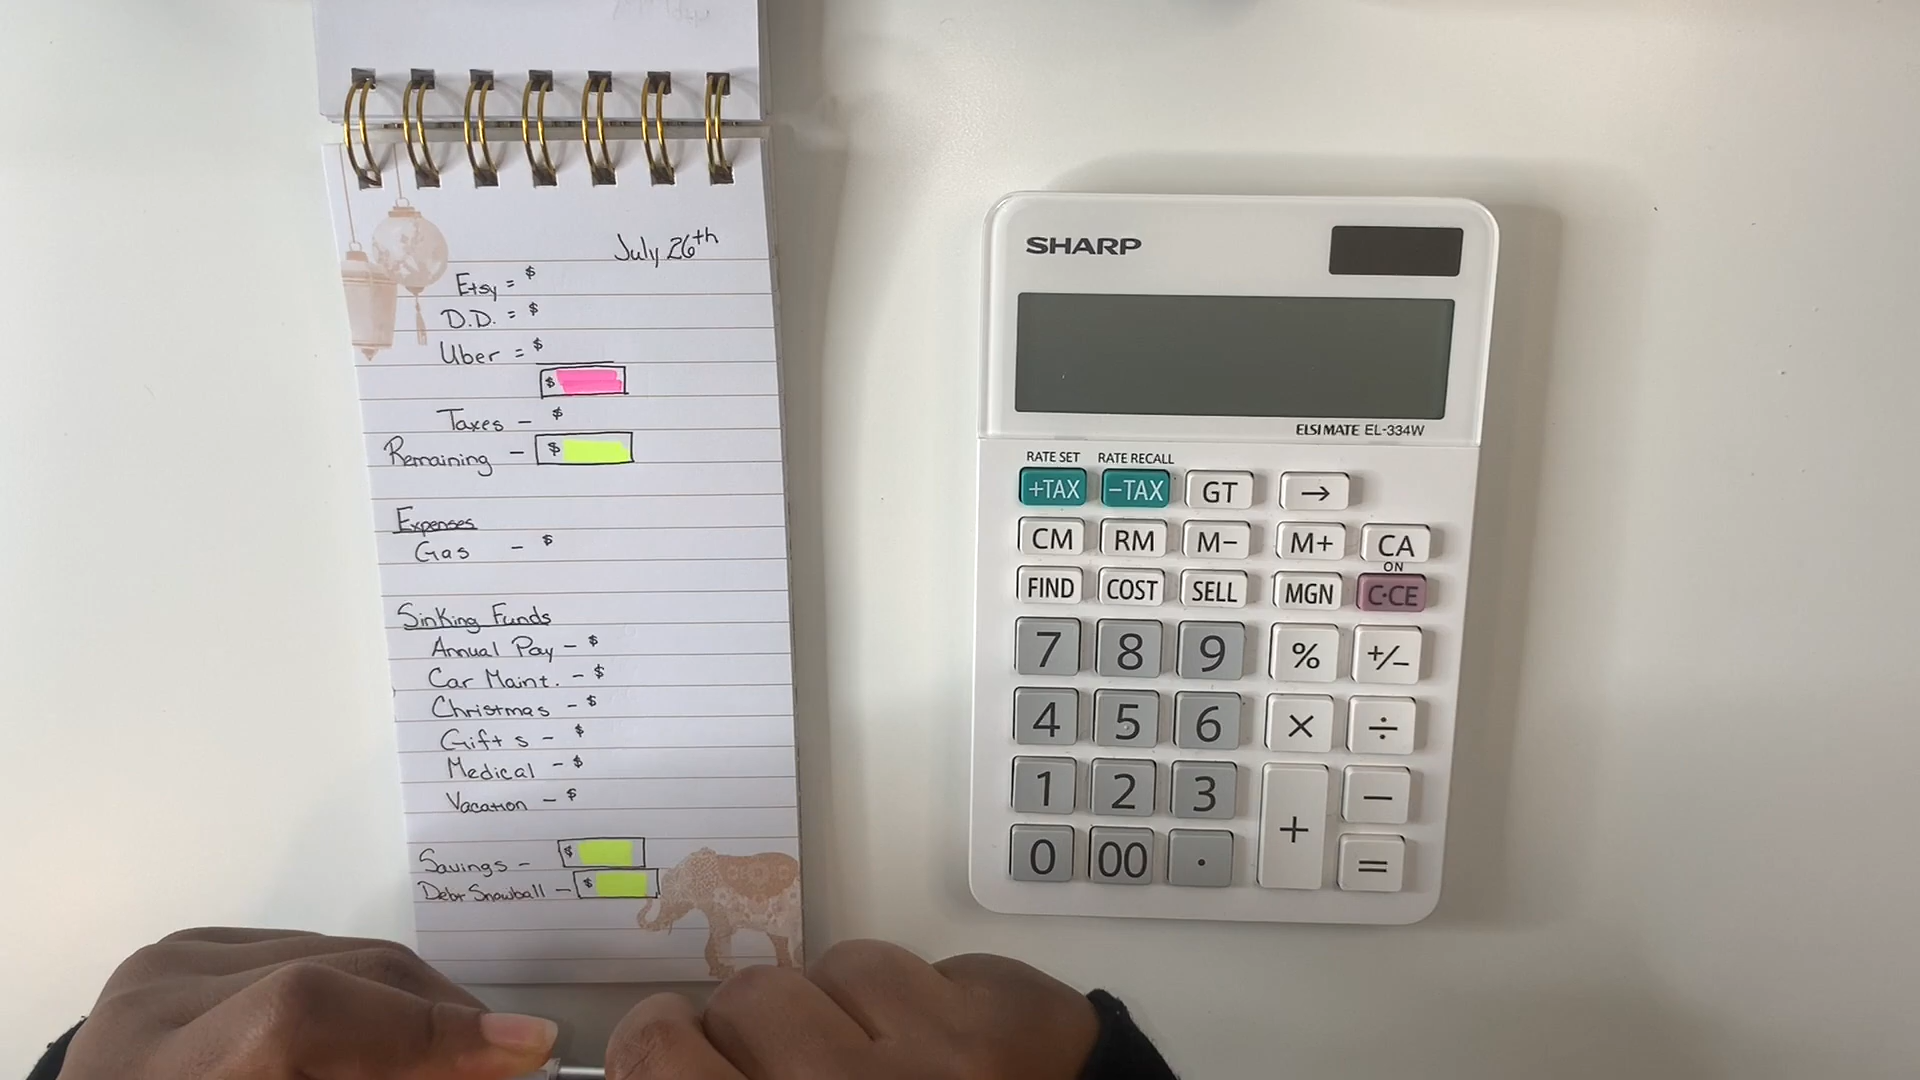 July 26th
Etsy = $
D.D. = $
Uber = $
$
Taxes - $
Remaining - $
Expenses
Gas - $
Sinking Funds
Annual Pay - $
Car Maint. - $
Christmas - $
Gifts - $
Medical - $
Vacation - $
Savings - $
Debt Snowball - $
SHARP
ELSI MATE EL-334W
RATE SET RATE RECALL
+TAX -TAX GT →
CM RM M- M+ CA
ON
FIND COST SELL MGN C·CE
7 8 9 % +/-
4 5 6 × ÷
1 2 3 + -
0 00 . =